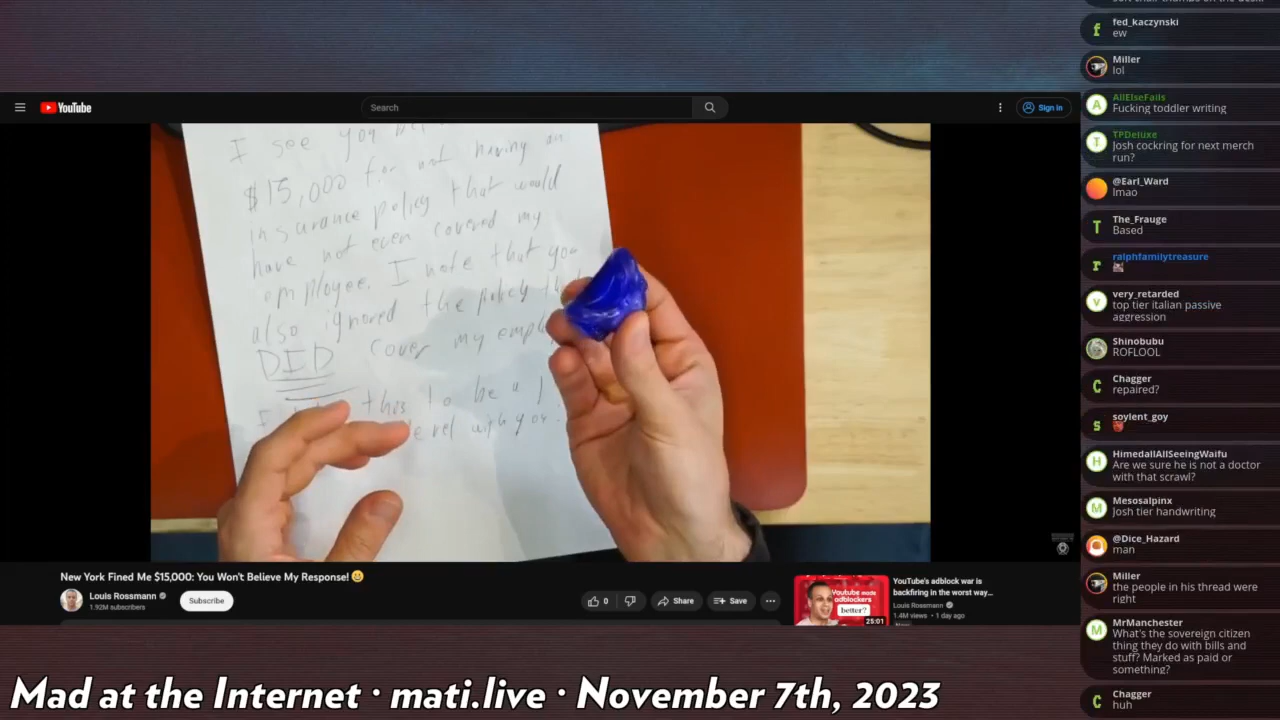 YouTube
Search
Sign in
I see you
$15,000 for not having an
insurance policy that would
have not even covered my
employee. I note that you
also ignored the policy
DID cover my
this to be a
with you
New York Fined Me $15,000: You Won't Believe My Response! 😀
Louis Rossmann
1.92M subscribers
Subscribe
0
Share
Save
YouTube made
adblockers
better?
25:01
YouTube's adblock war is
backfiring in the worst way...
Louis Rossmann
1.4M views • 1 day ago
Mad at the Internet · mati.live · November 7th, 2023
fed_kaczynski
ew
Miller
lol
AllElseFails
Fucking toddler writing
TPDeluxe
Josh cockring for next merch
run?
@Earl_Ward
lmao
The_Frauge
Based
ralphfamilytreasure
very_retarded
top tier italian passive
aggression
Shinobubu
ROFLOOL
Chagger
repaired?
soylent_goy
HimedallAllSeeingWaifu
Are we sure he is not a doctor
with that scrawl?
Mesosalpinx
Josh tier handwriting
@Dice_Hazard
man
Miller
the people in his thread were
right
MrManchester
What's the sovereign citizen
thing they do with bills and
stuff? Marked as paid or
something?
Chagger
huh